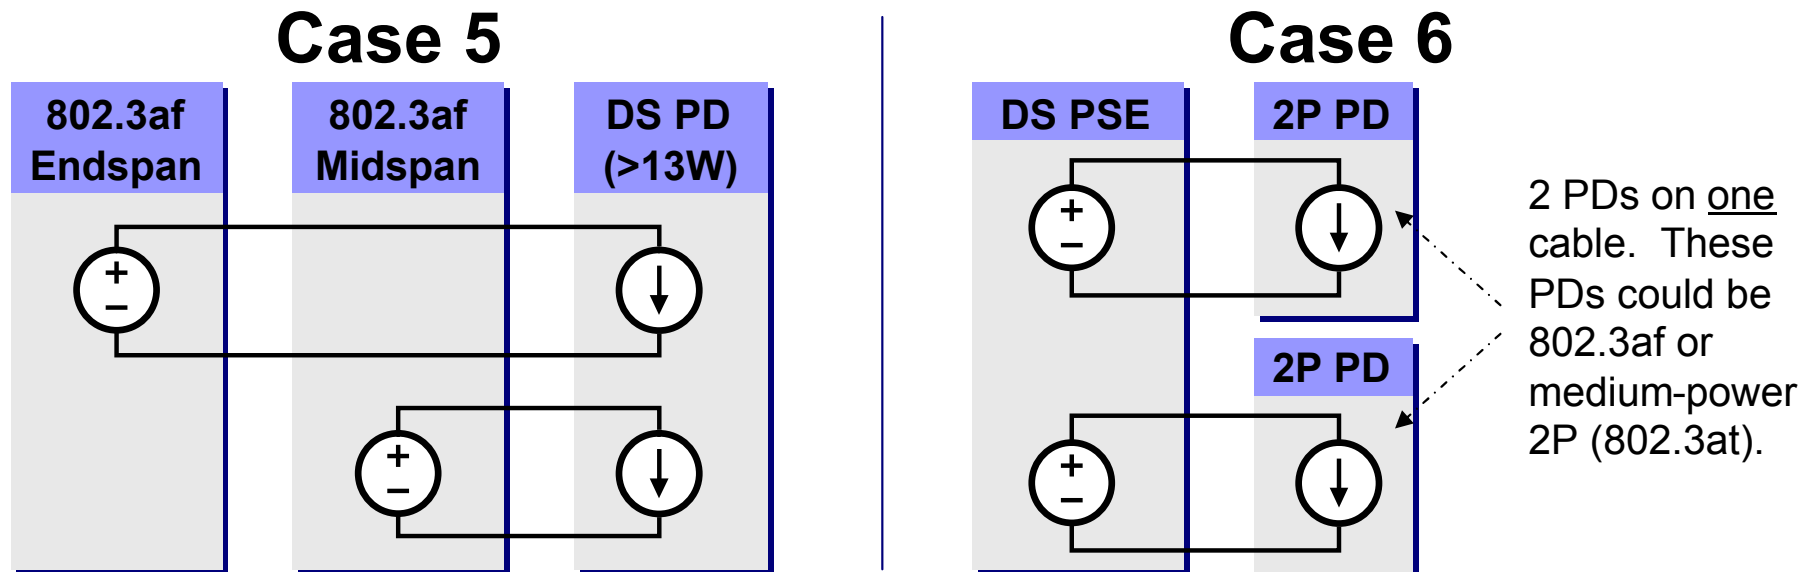 Case 5
802.3af
Endspan
802.3af
Midspan
DS PD
(>13W)
+
–
+
–
Case 6
DS PSE
2P PD
+
–
2P PD
+
–
2 PDs on one
cable.  These
PDs could be
802.3af or
medium-power
2P (802.3at).